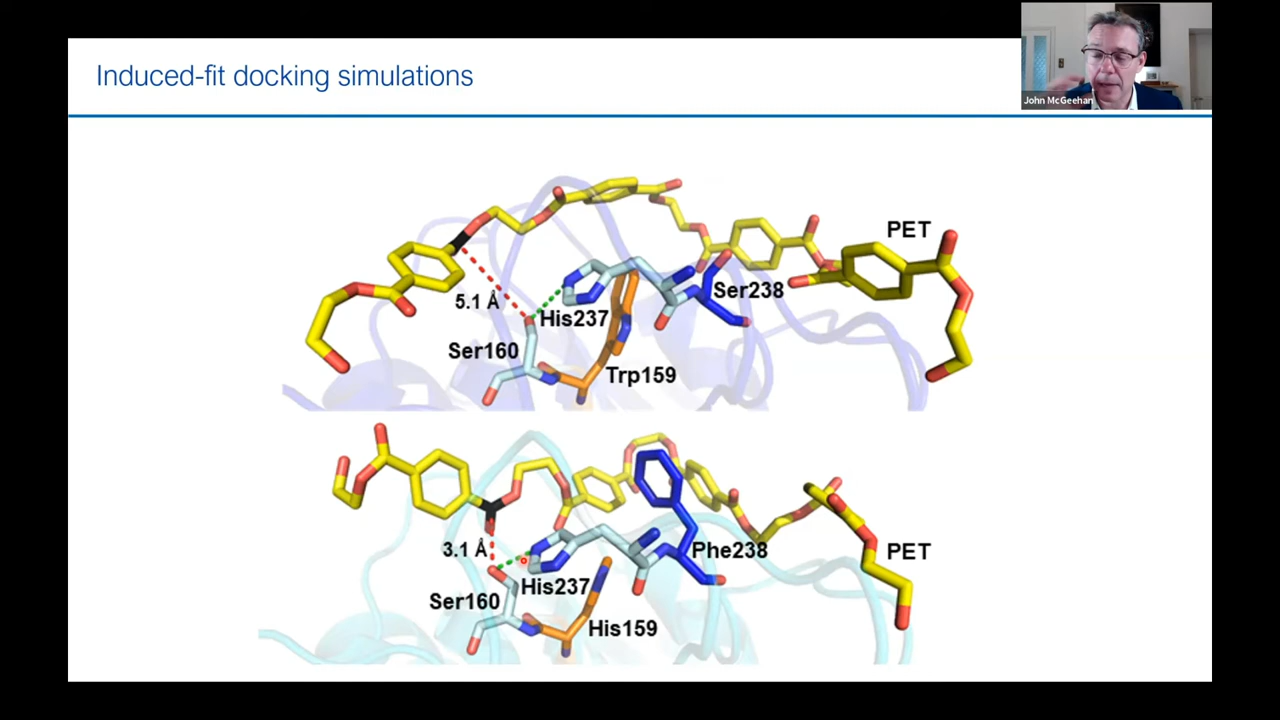 Induced-fit docking simulations
John McGeehan
PET
Ser238
5.1 Å
His237
Ser160
Trp159
3.1 Å
Phe238
PET
His237
Ser160
His159